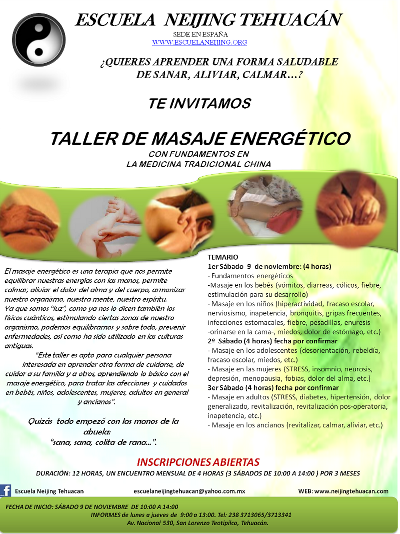 ESCUELA NEIJING TEHUACÁN
SEDE EN ESPAÑA
WWW.ESCUELANEIJING.ORG
¿QUIERES APRENDER UNA FORMA SALUDABLE
DE SANAR, ALIVIAR, CALMAR…?
TE INVITAMOS
TALLER DE MASAJE ENERGÉTICO
CON FUNDAMENTOS EN
LA MEDICINA TRADICIONAL CHINA
El masaje energético es una terapia que nos permite
equilibrar nuestras energías con las manos, permite
calmar, aliviar el dolor del alma y del cuerpo, armonizar
nuestro organismo, nuestra mente, nuestro espíritu.
Ya que somos "luz", como ya nos lo dicen también los
físicos cuánticos, estimulando ciertas zonas de nuestro
organismo, podemos equilibrarnos y sobre todo, prevenir
enfermedades, así como ha sido utilizado en las culturas
antiguas.
"Este taller es apto para cualquier persona
interesada en aprender otra forma de cuidarse, de
cuidar a su familia y a otros, aprendiendo lo básico con el
masaje energético, para tratar las afecciones y cuidados
en bebés, niños, adolescentes, mujeres, adultos en general
y ancianos".
Quizás todo empezó con las manos de la
abuela:
"sana, sana, colita de rana...".
TEMARIO
1er Sábado 9 de noviembre: (4 horas)
- Fundamentos energéticos
-Masaje en los bebés (vómitos, diarreas, cólicos, fiebre,
estimulación para su desarrollo)
- Masaje en los niños (hiperactividad, fracaso escolar,
nerviosismo, inapetencia, bronquitis, gripas frecuentes,
infecciones estomacales, fiebre, pesadillas, enuresis
-orinarse en la cama-, miedos, dolor de estómago, etc.)
2º Sábado (4 horas) fecha por confirmar
- Masaje en los adolescentes (desorientación, rebeldía,
fracaso escolar, miedos, etc.)
- Masaje en las mujeres (STRESS, insomnio, neurosis,
depresión, menopausia, fobias, dolor del alma, etc.)
3er Sábado (4 horas) fecha por confirmar
- Masaje en adultos (STRESS, diabetes, hipertensión, dolor
generalizado, revitalización, revitalización pos-operatoria,
inapetencia, etc.)
- Masaje en los ancianos (revitalizar, calmar, aliviar, etc.)
INSCRIPCIONES ABIERTAS
DURACIÓN: 12 HORAS, UN ENCUENTRO MENSUAL DE 4 HORAS (3 SÁBADOS DE 10:00 A 14:00 ) POR 3 MESES
f Escuela Neijing Tehuacan escuelaneijingtehuacan@yahoo.com.mx WEB: www.neijingtehuacan.com
FECHA DE INICIO: SÁBADO 9 DE NOVIEMBRE DE 10:00 A 14:00
INFORMES de lunes a jueves de 9:00 a 13:00. Tel: 238 3713065/3713341
Av. Nacional 530, San Lorenzo Teotipilco, Tehuacán.